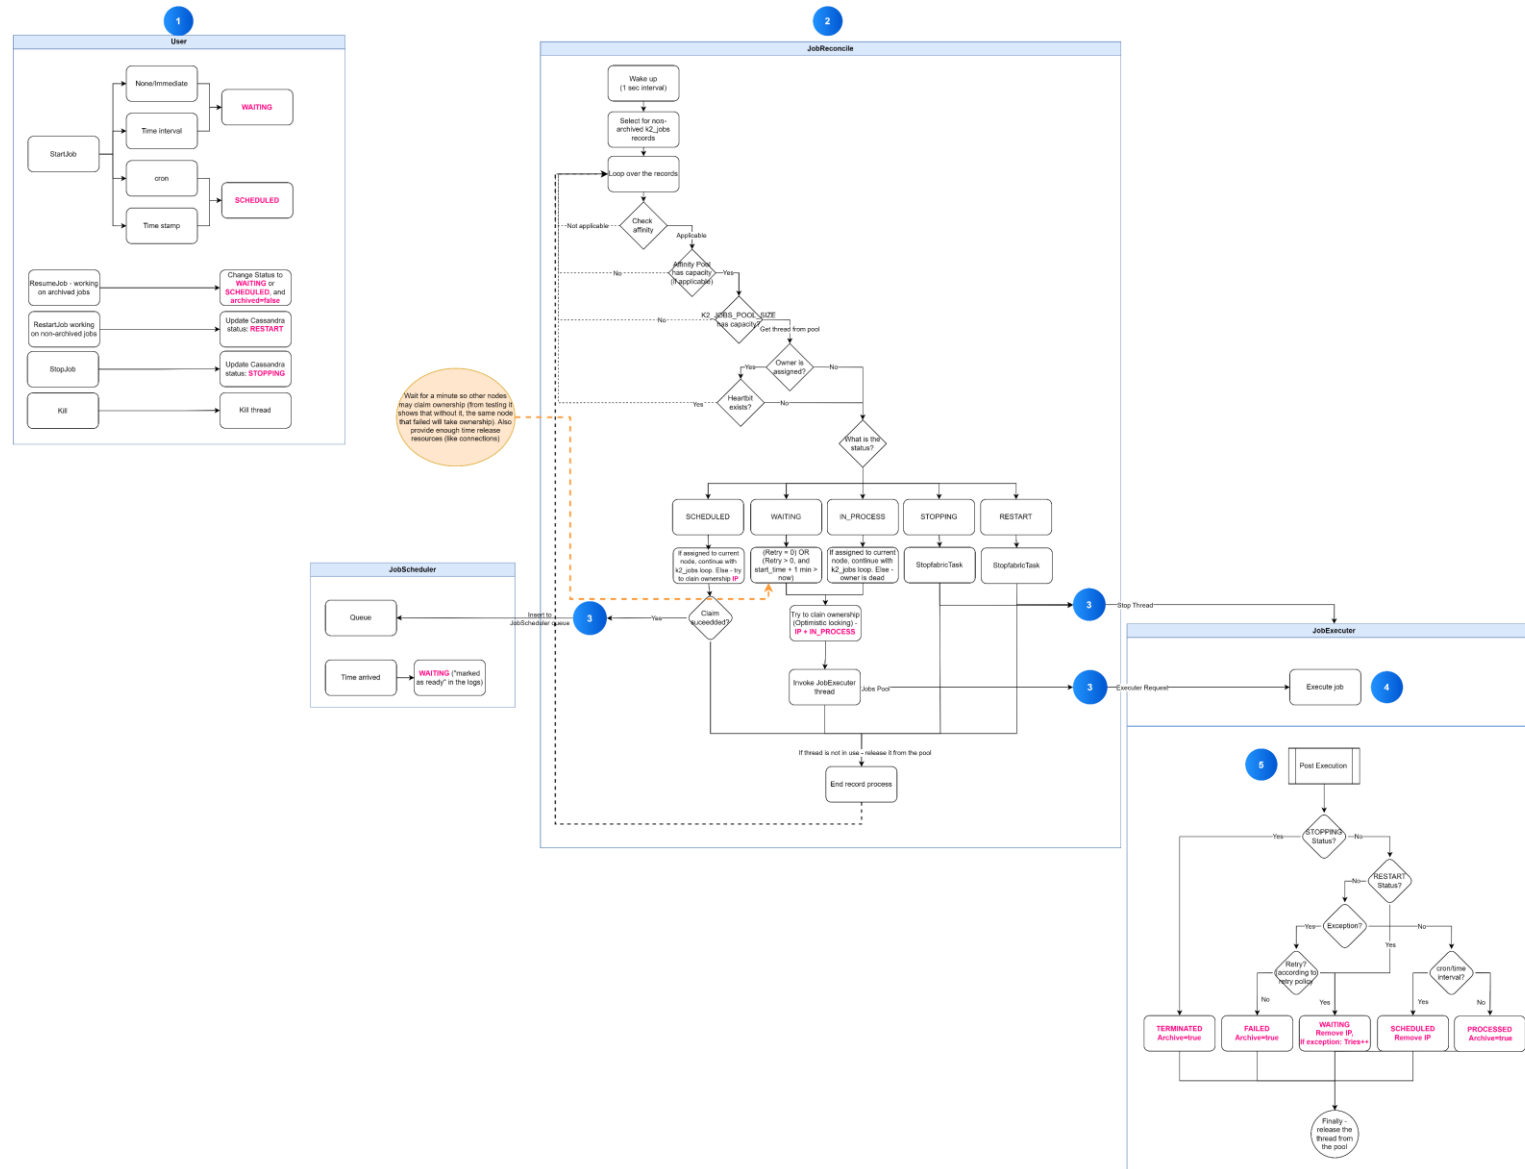 1
User
None/Immediate
WAITING
Time interval
StartJob
cron
SCHEDULED
Time stamp
ResumeJob - working
on archived jobs
Change Status to
WAITING or
SCHEDULED, and
archived=false
RestartJob working
on non-archived jobs
Update Cassandra
status: RESTART
StopJob
Update Cassandra
status: STOPPING
Kill
Kill thread
2
JobReconcile
Wake up
(1 sec interval)
Select for non-
archived k2_jobs
records
Loop over the records
Check
affinity
Not applicable
Applicable
Affinity Pool
has capacity
(if applicable)
No
Yes
K2_JOBS_POOL_SIZE
has capacity?
No
Get thread from pool
Owner is
assigned?
Yes
No
Heartbit
exists?
Yes
No
What is the
status?
Wait for a minute so other nodes
may claim ownership (from testing it
shows that without it, the same node
that failed will take ownership). Also
provide enough time release
resources (like connections)
SCHEDULED
WAITING
IN_PROCESS
STOPPING
RESTART
If assigned to current
node, continue with
k2_jobs loop. Else - try
to clain ownership IP
(Retry = 0) OR
(Retry > 0, and
start_time + 1 min >
now)
If assigned to current
node, continue with
k2_jobs loop. Else -
owner is dead
StopfabricTask
StopfabricTask
Claim
suceedded?
Yes
3
Insert to
JobScheduler queue
Try to claim ownership
(Optimistic locking) -
IP + IN_PROCESS
Invoke JobExecuter
thread
Jobs Pool
If thread is not in use - release it from the pool
End record process
JobScheduler
Queue
Time arrived
WAITING ("marked
as ready" in the logs)
3
Stop Thread
3
Executer Request
JobExecuter
Execute job
4
5
Post Execution
STOPPING
Status?
Yes
No
RESTART
Status?
No
Yes
Exception?
Yes
No
Retry?
(according to
retry policy
cron/time
interval?
No
Yes
Yes
No
TERMINATED
Archive=true
FAILED
Archive=true
WAITING
Remove IP,
If exception: Tries++
SCHEDULED
Remove IP
PROCESSED
Archive=true
Finally -
release the
thread from
the pool